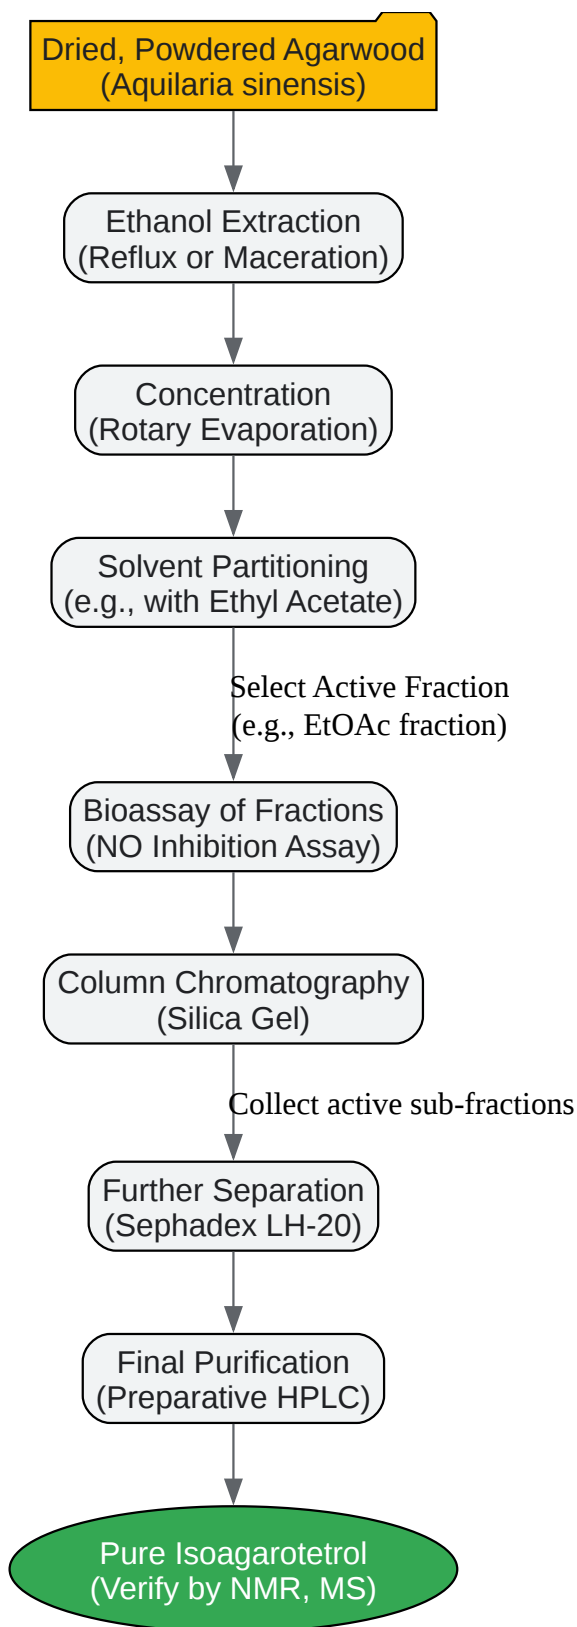 Dried, Powdered Agarwood
(Aquilaria sinensis)
Ethanol Extraction
(Reflux or Maceration)
Concentration
(Rotary Evaporation)
Solvent Partitioning
(e.g., with Ethyl Acetate)
Select Active Fraction
(e.g., EtOAc fraction)
Bioassay of Fractions
(NO Inhibition Assay)
Column Chromatography
(Silica Gel)
Collect active sub-fractions
Further Separation
(Sephadex LH-20)
Final Purification
(Preparative HPLC)
Pure Isoagarotetrol
(Verify by NMR, MS)